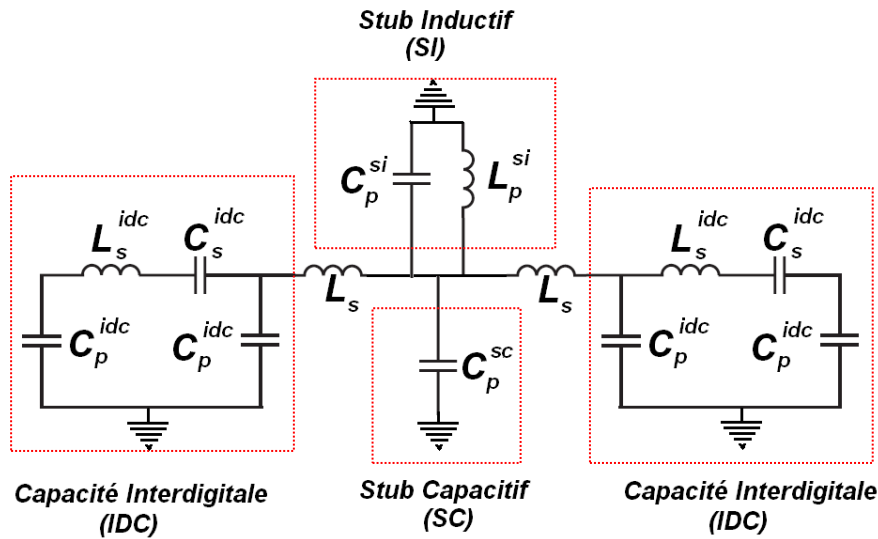 Stub Inductif
(SI)
C_p^si
L_p^si
L_s^idc
C_s^idc
L_s^idc
C_s^idc
L_s
L_s
C_p^idc
C_p^idc
C_p^sc
C_p^idc
C_p^idc
Capacité Interdigitale
(IDC)
Stub Capacitif
(SC)
Capacité Interdigitale
(IDC)